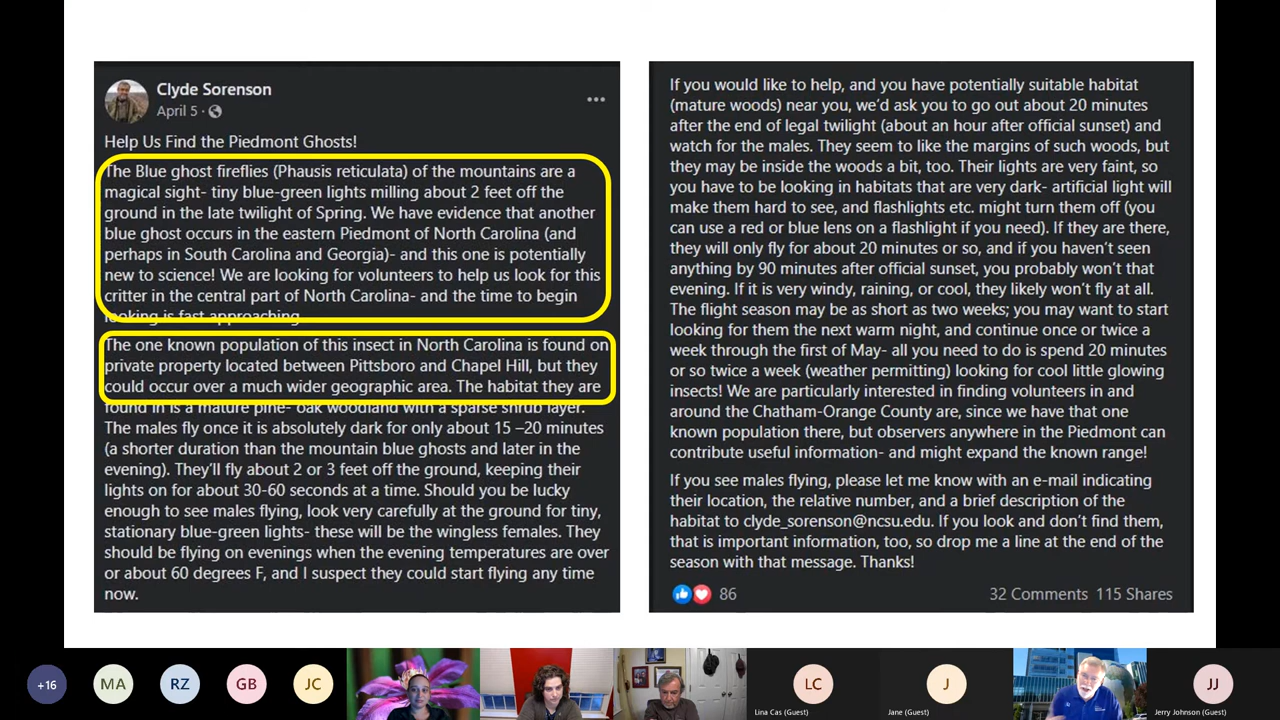 Clyde Sorenson
April 5 ·
Help Us Find the Piedmont Ghosts!
The Blue ghost fireflies (Phausis reticulata) of the mountains are a
magical sight- tiny blue-green lights milling about 2 feet off the
ground in the late twilight of Spring. We have evidence that another
blue ghost occurs in the eastern Piedmont of North Carolina (and
perhaps in South Carolina and Georgia)- and this one is potentially
new to science! We are looking for volunteers to help us look for this
critter in the central part of North Carolina- and the time to begin
looking is fast approaching.
The one known population of this insect in North Carolina is found on
private property located between Pittsboro and Chapel Hill, but they
could occur over a much wider geographic area. The habitat they are
found in is a mature pine- oak woodland with a sparse shrub layer.
The males fly once it is absolutely dark for only about 15 –20 minutes
(a shorter duration than the mountain blue ghosts and later in the
evening). They'll fly about 2 or 3 feet off the ground, keeping their
lights on for about 30-60 seconds at a time. Should you be lucky
enough to see males flying, look very carefully at the ground for tiny,
stationary blue-green lights- these will be the wingless females. They
should be flying on evenings when the evening temperatures are over
or about 60 degrees F, and I suspect they could start flying any time
now.
If you would like to help, and you have potentially suitable habitat
(mature woods) near you, we'd ask you to go out about 20 minutes
after the end of legal twilight (about an hour after official sunset) and
watch for the males. They seem to like the margins of such woods, but
they may be inside the woods a bit, too. Their lights are very faint, so
you have to be looking in habitats that are very dark- artificial light will
make them hard to see, and flashlights etc. might turn them off (you
can use a red or blue lens on a flashlight if you need). If they are there,
they will only fly for about 20 minutes or so, and if you haven't seen
anything by 90 minutes after official sunset, you probably won't that
evening. If it is very windy, raining, or cool, they likely won't fly at all.
The flight season may be as short as two weeks; you may want to start
looking for them the next warm night, and continue once or twice a
week through the first of May- all you need to do is spend 20 minutes
or so twice a week (weather permitting) looking for cool little glowing
insects! We are particularly interested in finding volunteers in and
around the Chatham-Orange County are, since we have that one
known population there, but observers anywhere in the Piedmont can
contribute useful information- and might expand the known range!
If you see males flying, please let me know with an e-mail indicating
their location, the relative number, and a brief description of the
habitat to clyde_sorenson@ncsu.edu. If you look and don't find them,
that is important information, too, so drop me a line at the end of the
season with that message. Thanks!
86 32 Comments 115 Shares
+16 MA RZ GB JC LC J JJ
Lina Cas (Guest) Jane (Guest) Jerry Johnson (Guest)